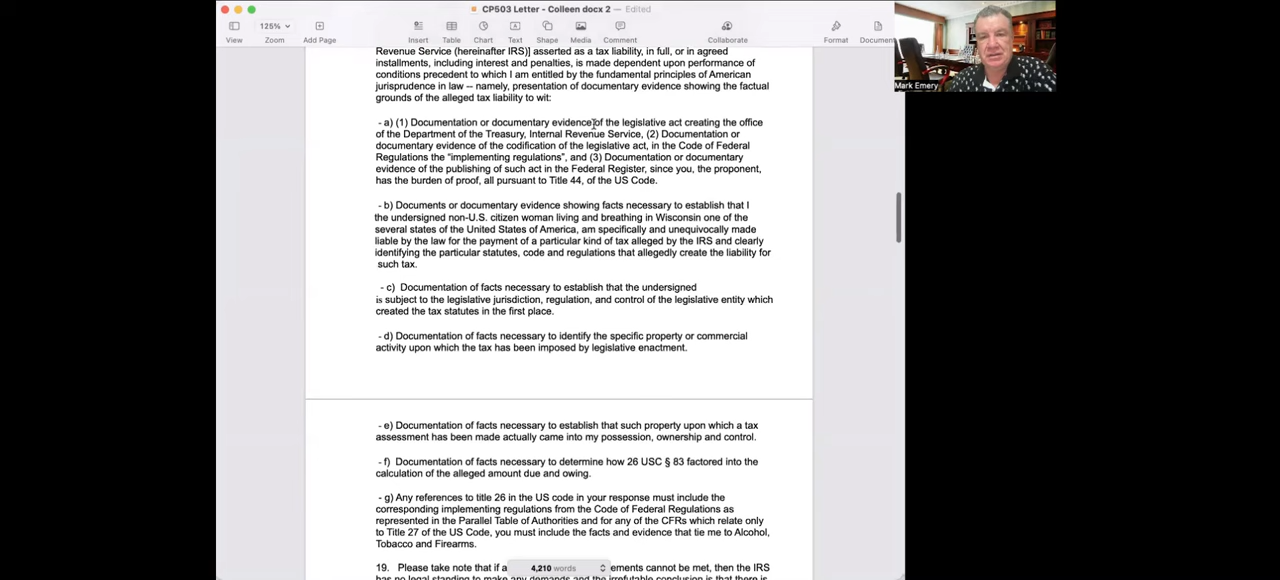 CP503 Letter - Colleen docx 2 — Edited
125%
View Zoom Add Page Insert Table Chart Text Shape Media Comment Collaborate Format Document
Mark Emery
Revenue Service (hereinafter IRS)] asserted as a tax liability, in full, or in agreed
installments, including interest and penalties, is made dependent upon performance of
conditions precedent to which I am entitled by the fundamental principles of American
jurisprudence in law -- namely, presentation of documentary evidence showing the factual
grounds of the alleged tax liability to wit:
- a) (1) Documentation or documentary evidence of the legislative act creating the office
of the Department of the Treasury, Internal Revenue Service, (2) Documentation or
documentary evidence of the codification of the legislative act, in the Code of Federal
Regulations the “implementing regulations”, and (3) Documentation or documentary
evidence of the publishing of such act in the Federal Register, since you, the proponent,
has the burden of proof, all pursuant to Title 44, of the US Code.
- b) Documents or documentary evidence showing facts necessary to establish that I
the undersigned non-U.S. citizen woman living and breathing in Wisconsin one of the
several states of the United States of America, am specifically and unequivocally made
liable by the law for the payment of a particular kind of tax alleged by the IRS and clearly
identifying the particular statutes, code and regulations that allegedly create the liability for
such tax.
- c) Documentation of facts necessary to establish that the undersigned
is subject to the legislative jurisdiction, regulation, and control of the legislative entity which
created the tax statutes in the first place.
- d) Documentation of facts necessary to identify the specific property or commercial
activity upon which the tax has been imposed by legislative enactment.
- e) Documentation of facts necessary to establish that such property upon which a tax
assessment has been made actually came into my possession, ownership and control.
- f) Documentation of facts necessary to determine how 26 USC § 83 factored into the
calculation of the alleged amount due and owing.
- g) Any references to title 26 in the US code in your response must include the
corresponding implementing regulations from the Code of Federal Regulations as
represented in the Parallel Table of Authorities and for any of the CFRs which relate only
to Title 27 of the US Code, you must include the facts and evidence that tie me to Alcohol,
Tobacco and Firearms.
19. Please take note that if a ements cannot be met, then the IRS
4,210 words
has no legal standing to make any demands and the irrefutable conclusion is that there is